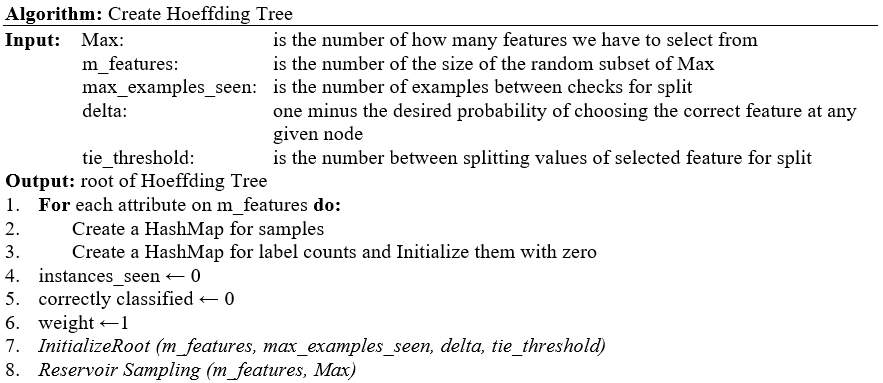 Algorithm: Create Hoeffding Tree
Input: Max: is the number of how many features we have to select from
m_features: is the number of the size of the random subset of Max
max_examples_seen: is the number of examples between checks for split
delta: one minus the desired probability of choosing the correct feature at any
given node
tie_threshold: is the number between splitting values of selected feature for split
Output: root of Hoeffding Tree
1. For each attribute on m_features do:
2. Create a HashMap for samples
3. Create a HashMap for label counts and Initialize them with zero
4. instances_seen ← 0
5. correctly classified ← 0
6. weight ←1
7. InitializeRoot (m_features, max_examples_seen, delta, tie_threshold)
8. Reservoir Sampling (m_features, Max)